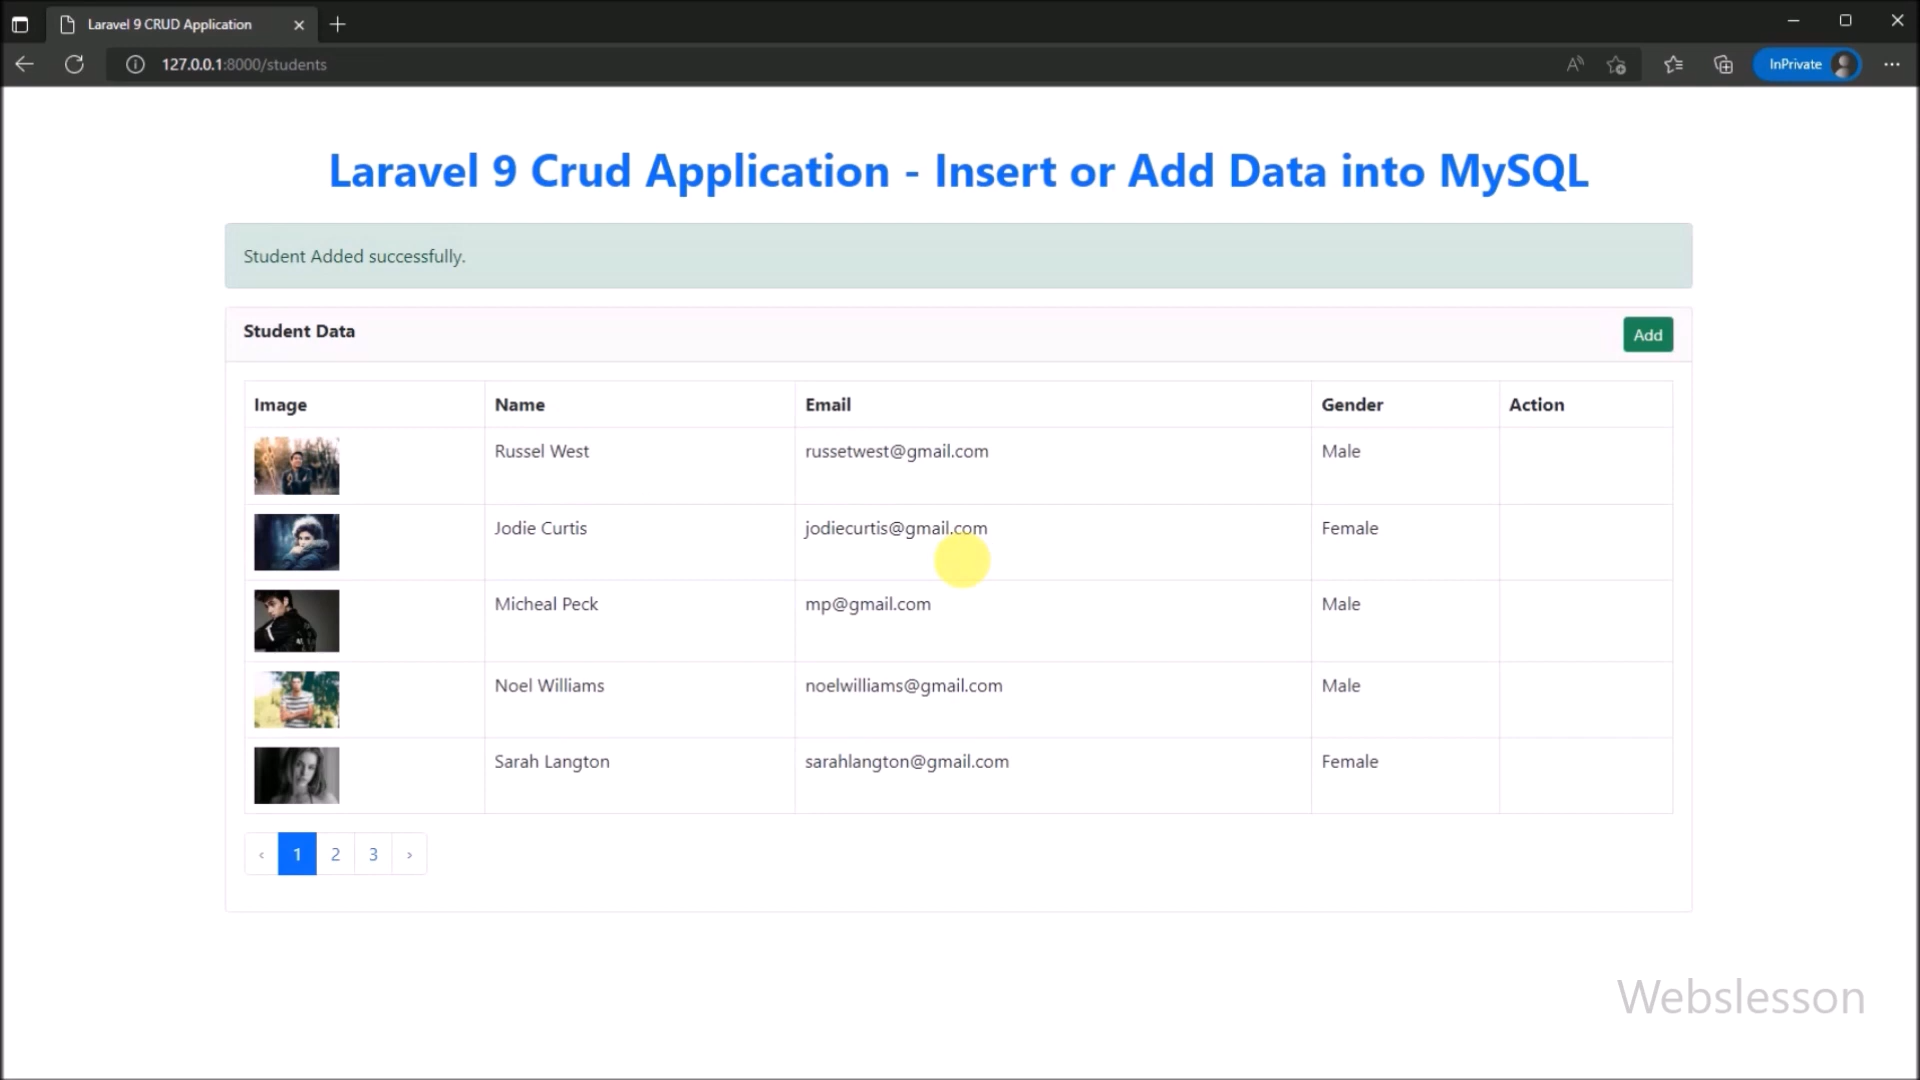 Laravel 9 CRUD Application
127.0.0.1:8000/students
InPrivate
Laravel 9 Crud Application - Insert or Add Data into MySQL
Student Added successfully.
Student Data
Add
Image Name Email Gender Action
Russel West russetwest@gmail.com Male
Jodie Curtis jodiecurtis@gmail.com Female
Micheal Peck mp@gmail.com Male
Noel Williams noelwilliams@gmail.com Male
Sarah Langton sarahlangton@gmail.com Female
‹ 1 2 3 ›
Webslesson